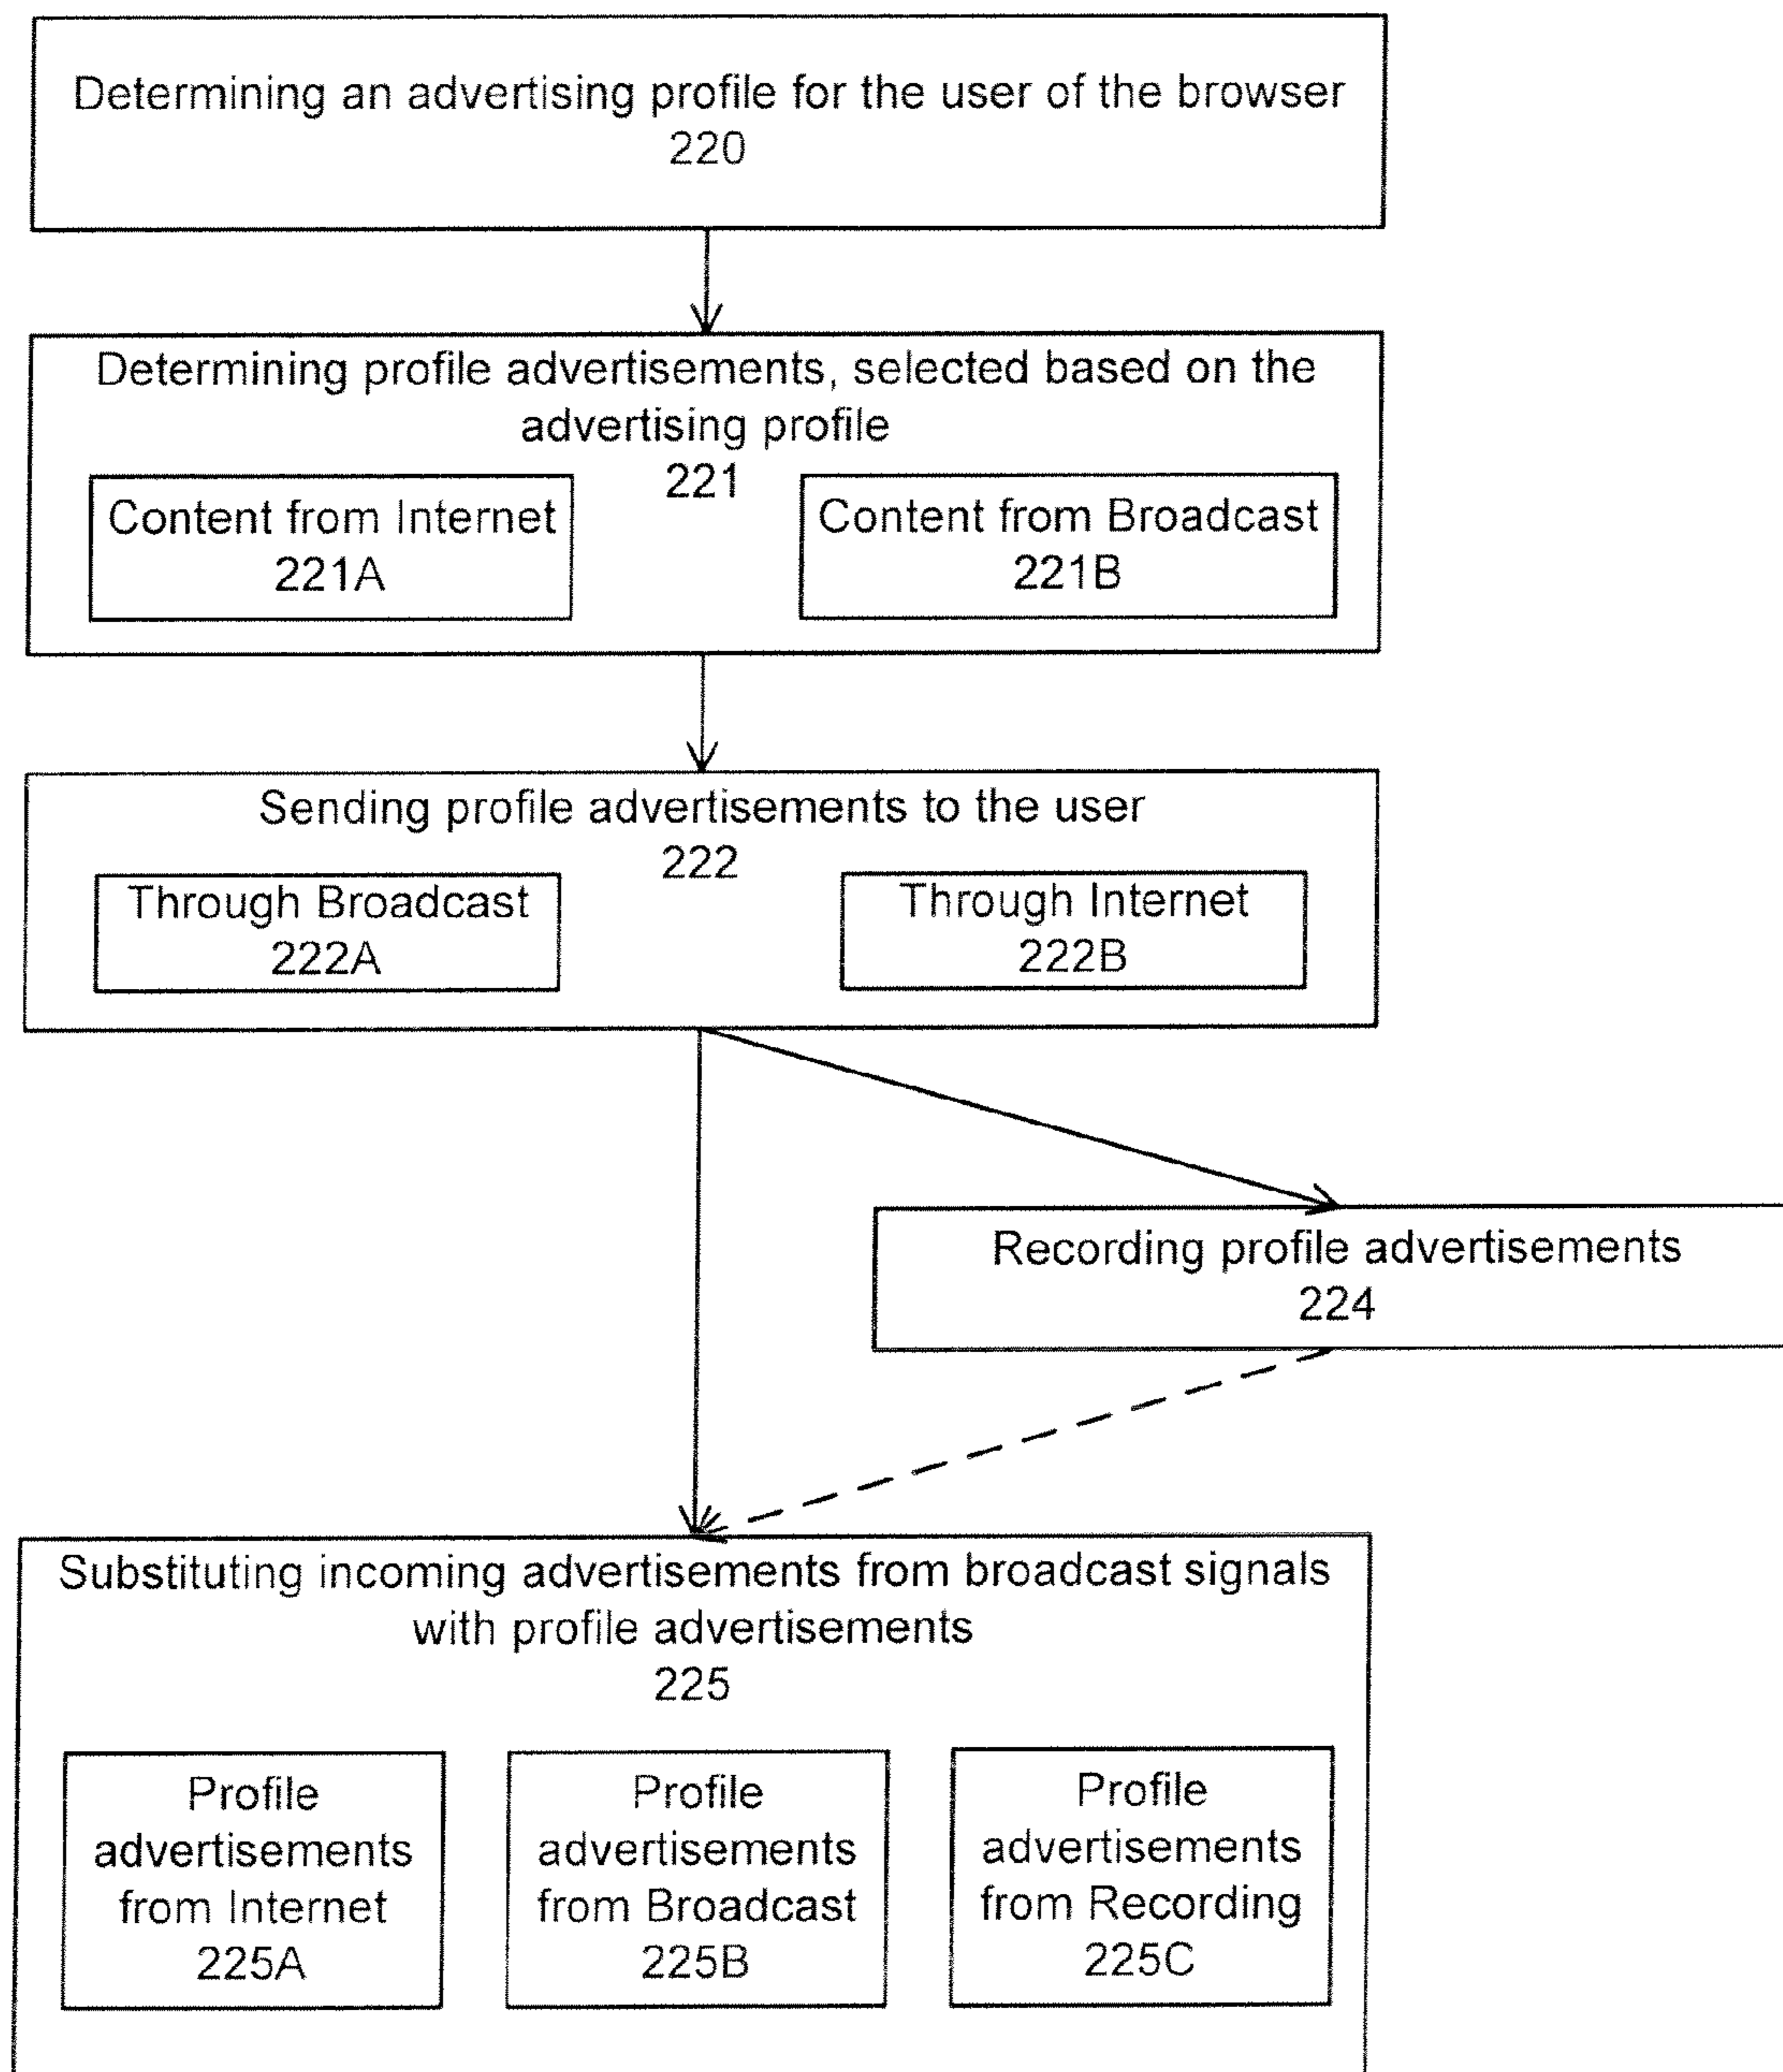 Determining an advertising profile for the user of the browser
220
Determining profile advertisements, selected based on the
advertising profile
221
Content from Internet
221A
Content from Broadcast
221B
Sending profile advertisements to the user
222
Through Broadcast
222A
Through Internet
222B
Recording profile advertisements
224
Substituting incoming advertisements from broadcast signals
with profile advertisements
225
Profile
advertisements
from Internet
225A
Profile
advertisements
from Broadcast
225B
Profile
advertisements
from Recording
225C